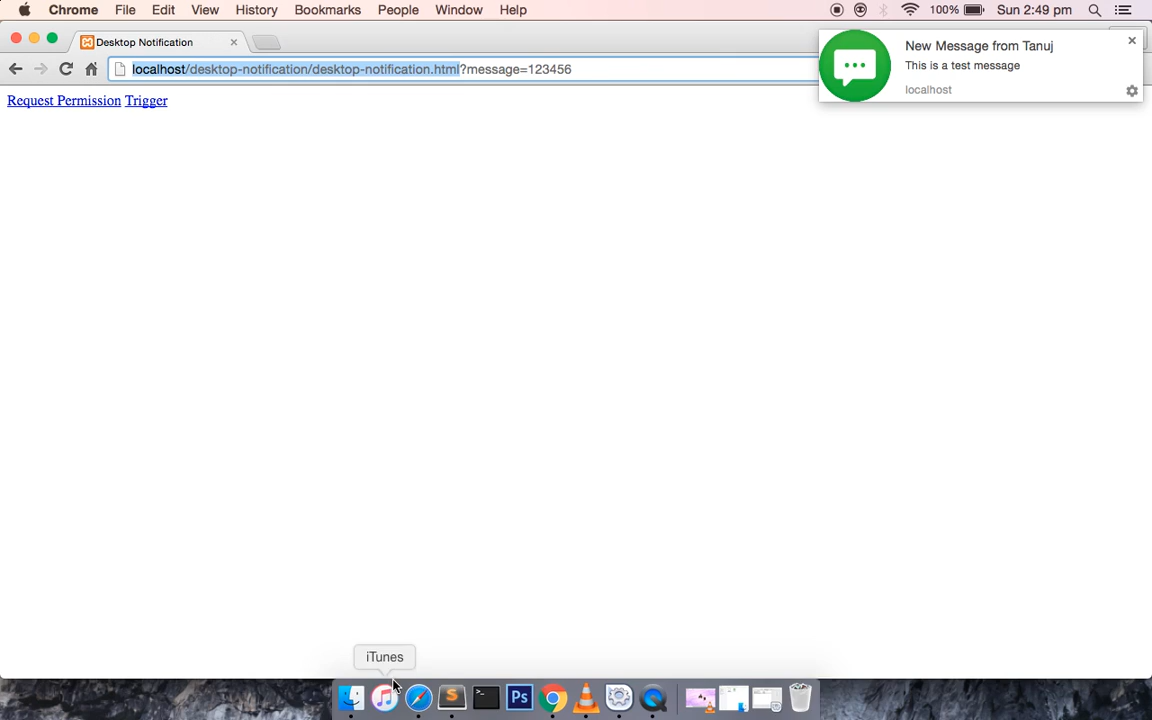 Chrome File Edit View History Bookmarks People Window Help 100% Sun 2:49 pm
Desktop Notification
localhost/desktop-notification/desktop-notification.html?message=123456
New Message from Tanuj
This is a test message
localhost
Request Permission Trigger
iTunes
S >_ Ps